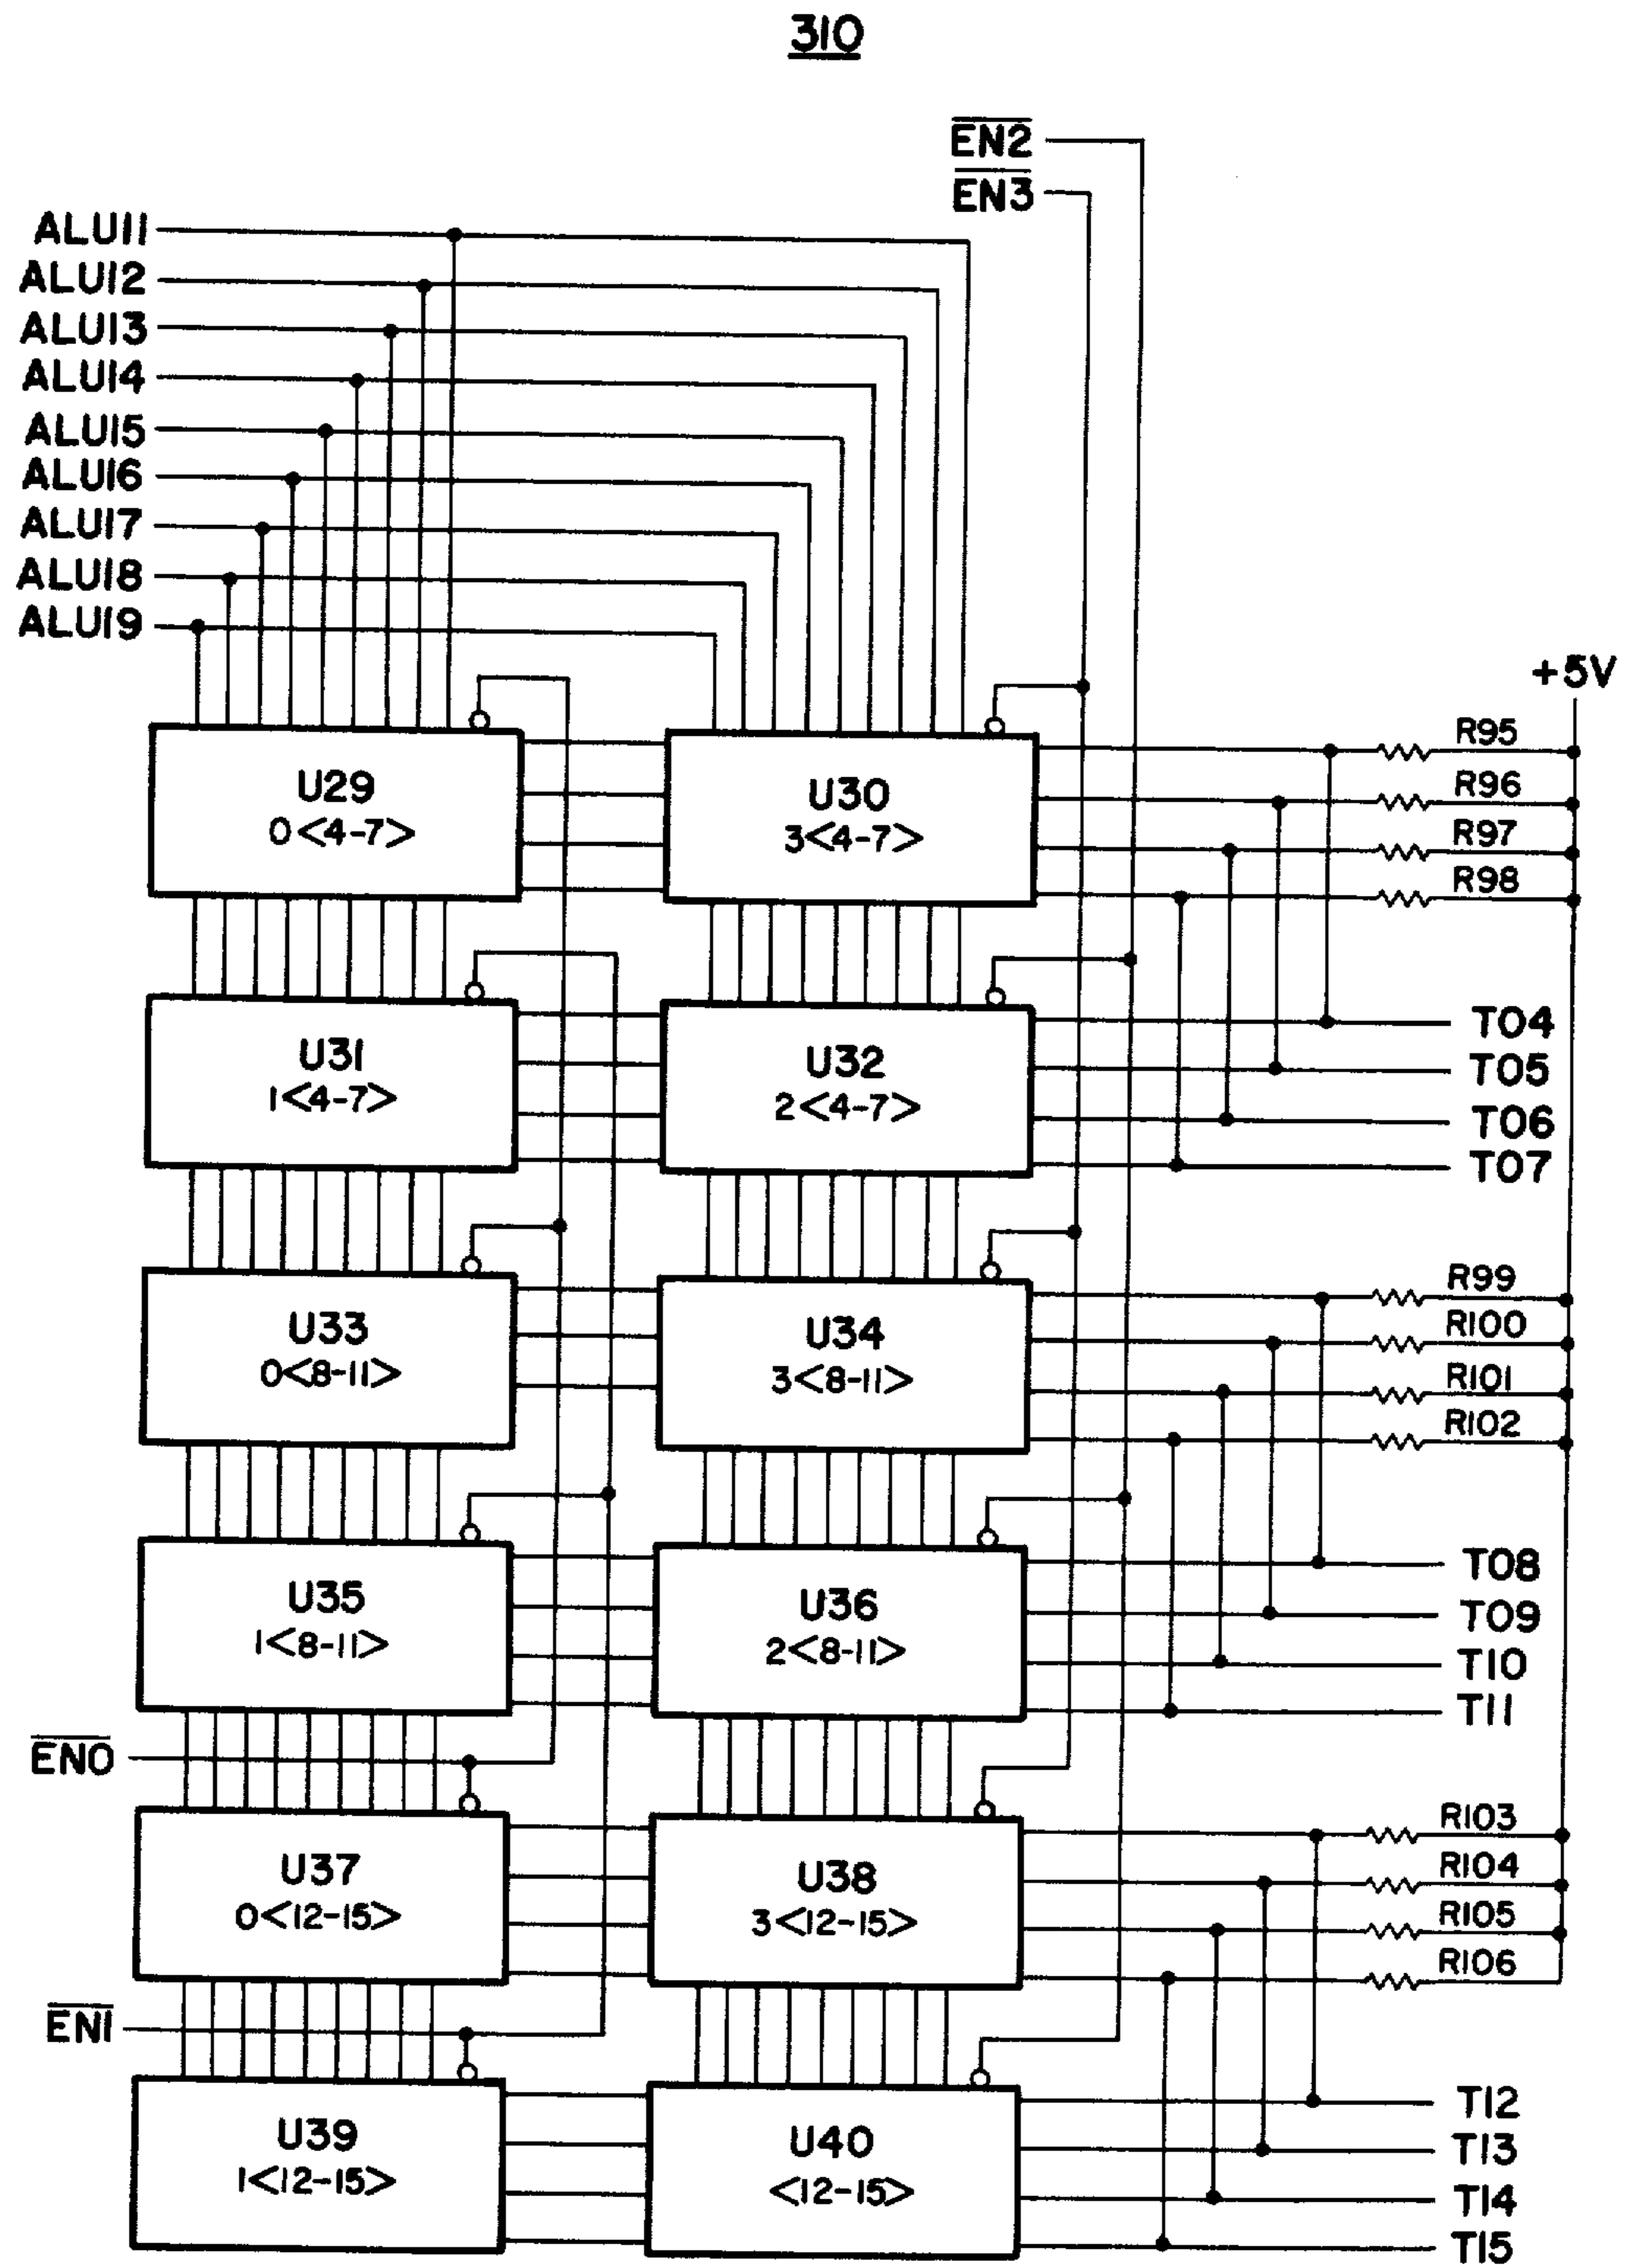 310
EN2
EN3
ALU11
ALU12
ALU13
ALU14
ALU15
ALU16
ALU17
ALU18
ALU19
+5V
U29
0<4-7>
U30
3<4-7>
R95
R96
R97
R98
U31
1<4-7>
U32
2<4-7>
T04
T05
T06
T07
U33
0<8-11>
U34
3<8-11>
R99
R100
R101
R102
U35
1<8-11>
U36
2<8-11>
T08
T09
T10
T11
EN0
U37
0<12-15>
U38
3<12-15>
R103
R104
R105
R106
EN1
U39
1<12-15>
U40
<12-15>
T12
T13
T14
T15